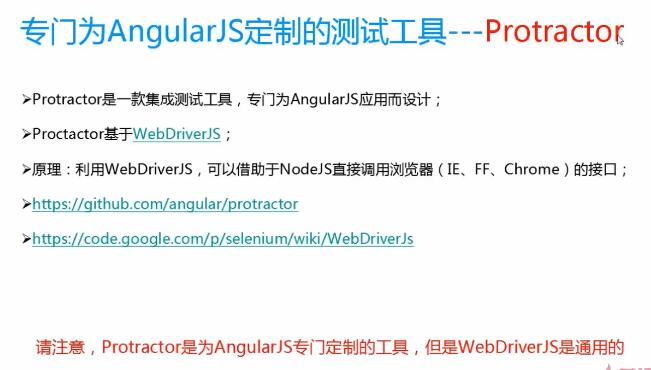 专门为AngularJS定制的测试工具---Protractor
➢Protractor是一款集成测试工具，专门为AngularJS应用而设计；
➢Proctactor基于WebDriverJS；
➢原理：利用WebDriverJS，可以借助于NodeJS直接调用浏览器（IE、FF、Chrome）的接口；
➢https://github.com/angular/protractor
➢https://code.google.com/p/selenium/wiki/WebDriverJs
请注意，Protractor是为AngularJS专门定制的工具，但是WebDriverJS是通用的